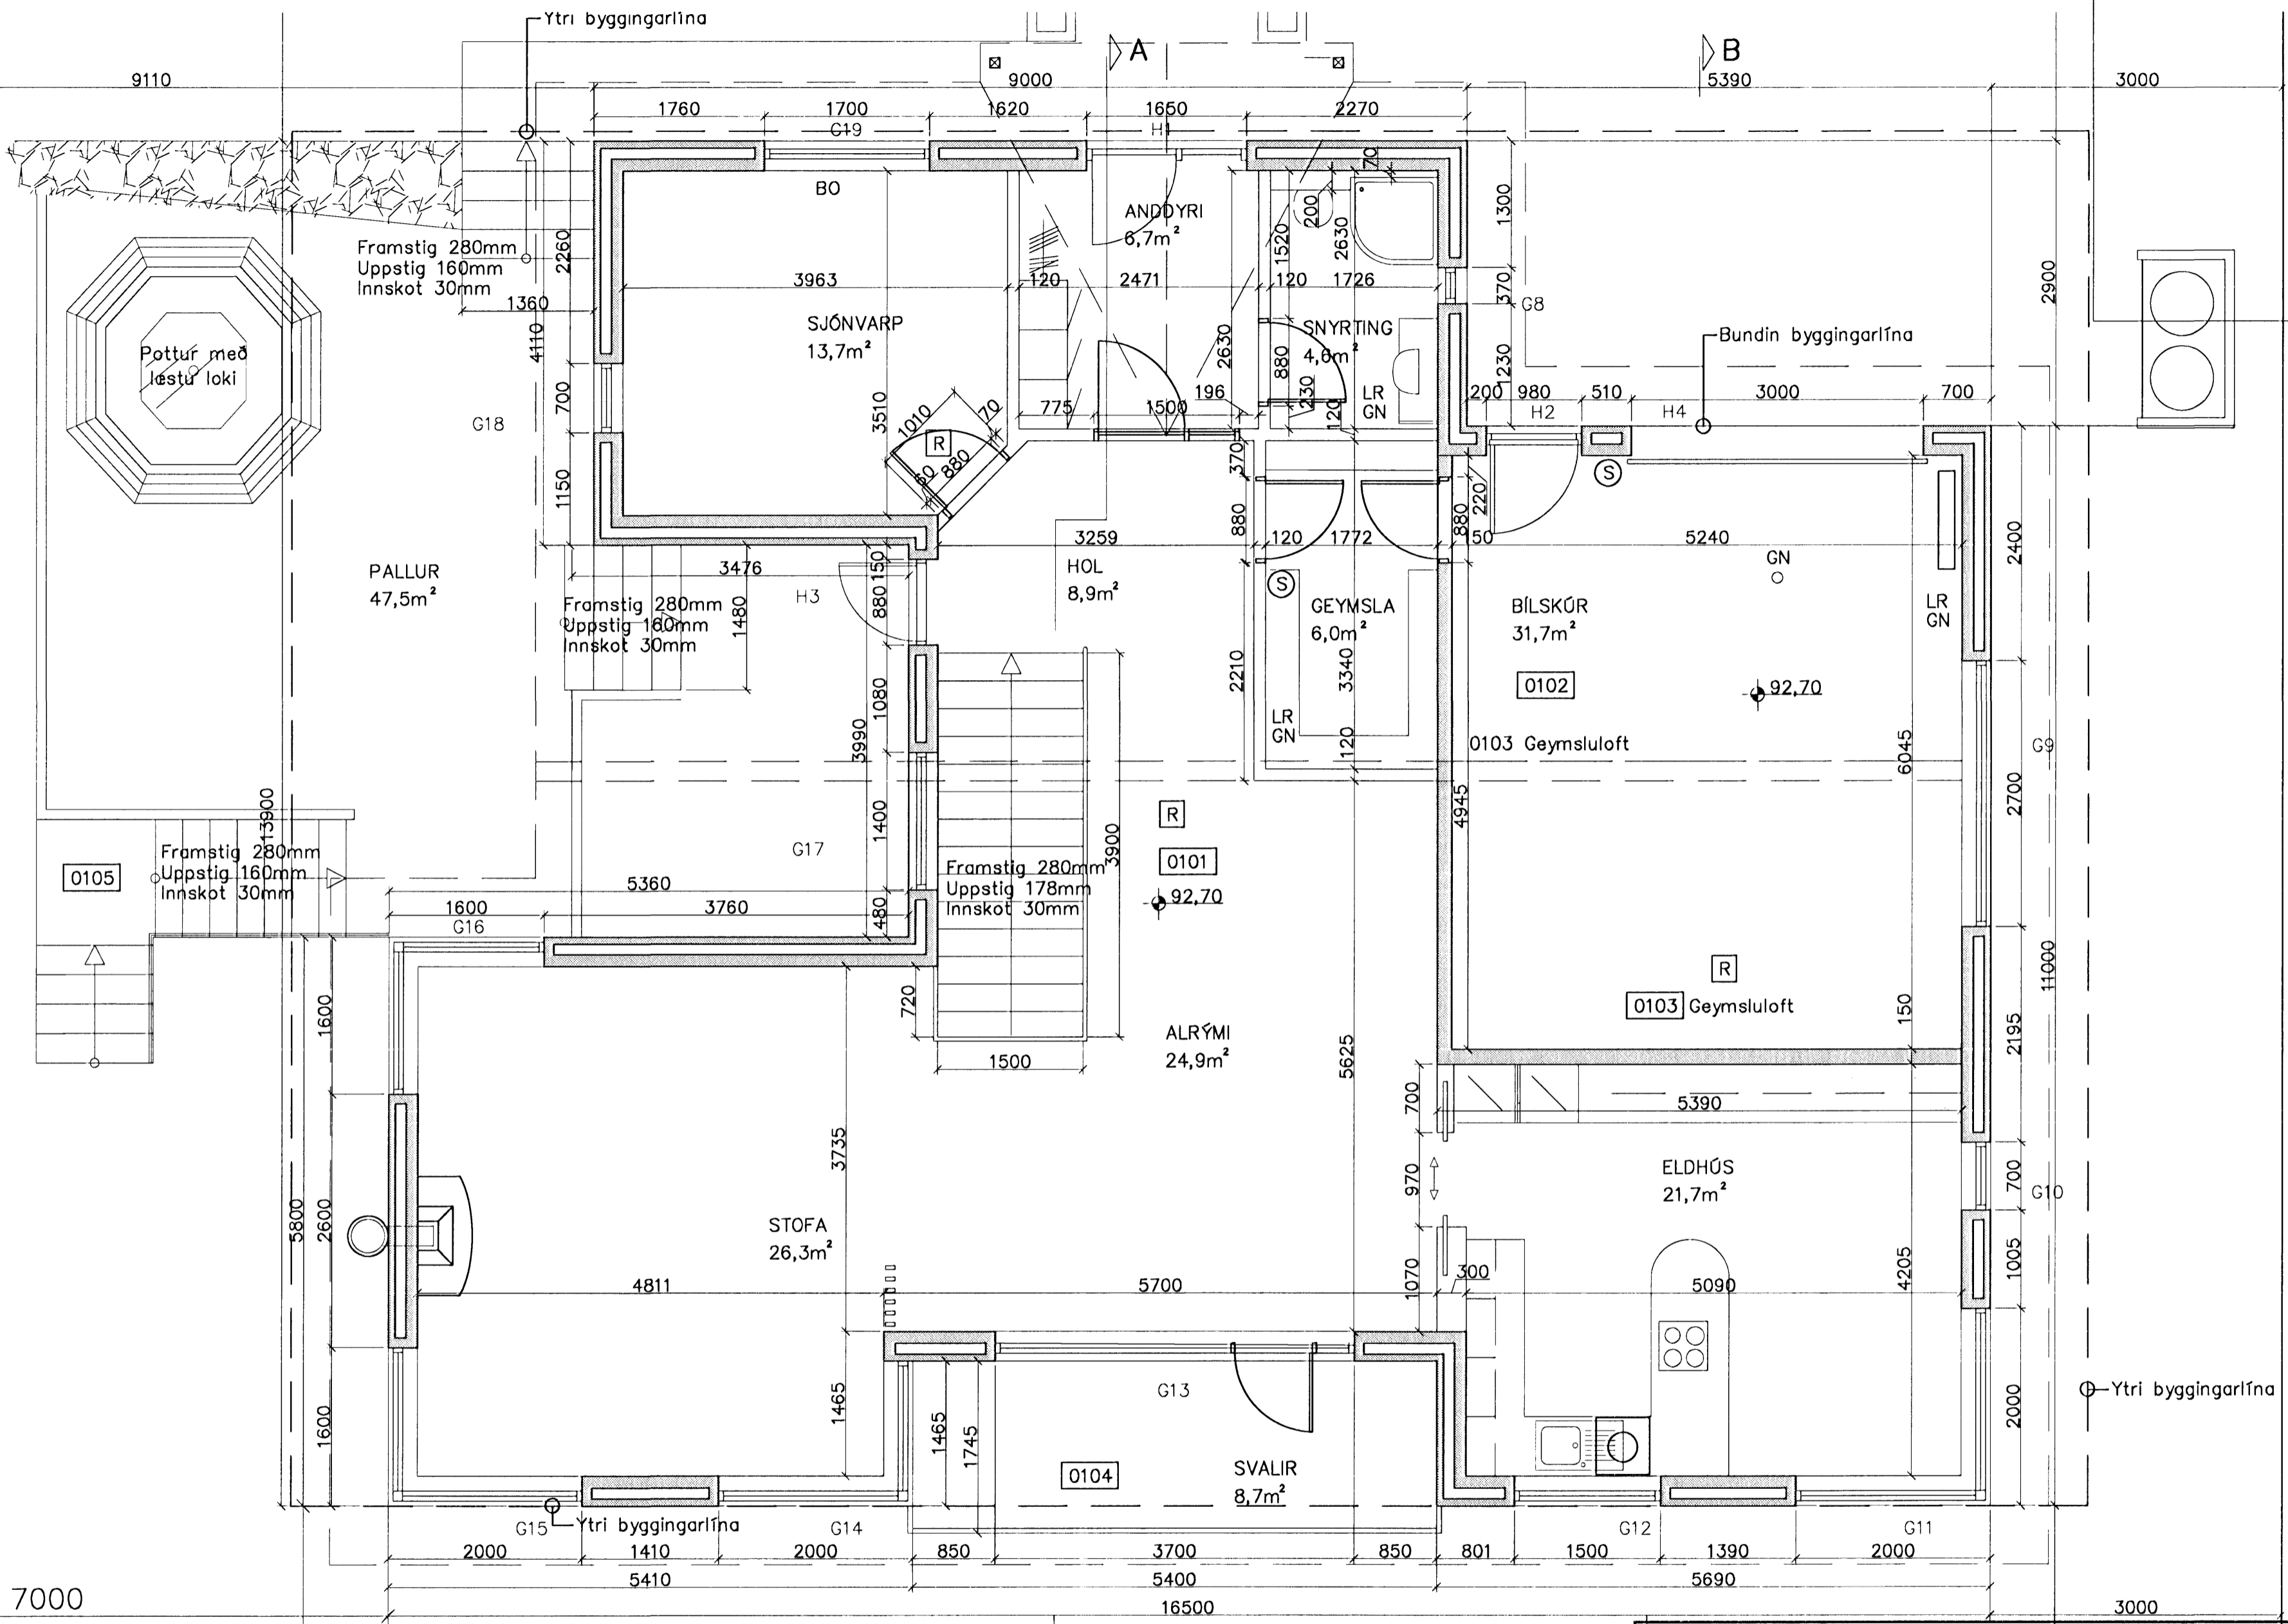 Ytri byggingarlína
A
B
9110
9000
5390
3000
1760
1700
1620
1650
2270
G19
H1
BO
70
ANDDYRI
6,7m²
200
2630
1520
1300
2260
Framstig 280mm
Uppstig 160mm
Innskot 30mm
1360
3963
120
2471
120
1726
370
G8
2900
4110
SJÓNVARP
13,7m²
SNYRTING
4,6m²
2630
880
230
120
1230
Bundin byggingarlína
Pottur með
læstu loki
LR
GN
700
G18
3510
1010
70
R
60
880
775
1500
196
200
980
510
3000
700
H2
H4
370
S
1150
220
880
880
3259
120
1772
150
5240
2400
HOL
8,9m²
GN
PALLUR
47,5m²
3476
150
H3
880
1480
Framstig 280mm
Uppstig 160mm
Innskot 30mm
S
GEYMSLA
6,0m²
BÍLSKÚR
31,7m²
LR
GN
2210
3340
0102
92,70
1080
3990
LR
GN
120
0103 Geymsluloft
6045
G9
2700
4945
13900
1400
R
G17
3900
0101
Framstig 280mm
Uppstig 160mm
Innskot 30mm
0105
5360
Framstig 280mm
Uppstig 178mm
Innskot 30mm
92,70
1600
3760
480
G16
R
11000
720
0103 Geymsluloft
150
2195
1600
ALRÝMI
24,9m²
5625
1500
700
5390
3735
970
ELDHÚS
21,7m²
700
G10
5800
2600
STOFA
26,3m²
4811
5700
1070
300
5090
4205
1005
1465
G13
Ytri byggingarlína
1600
1465
1745
2000
0104
SVALIR
8,7m²
G15
Ytri byggingarlína
G14
G12
G11
2000
1410
2000
850
3700
850
801
1500
1390
2000
5410
5400
5690
7000
16500
3000